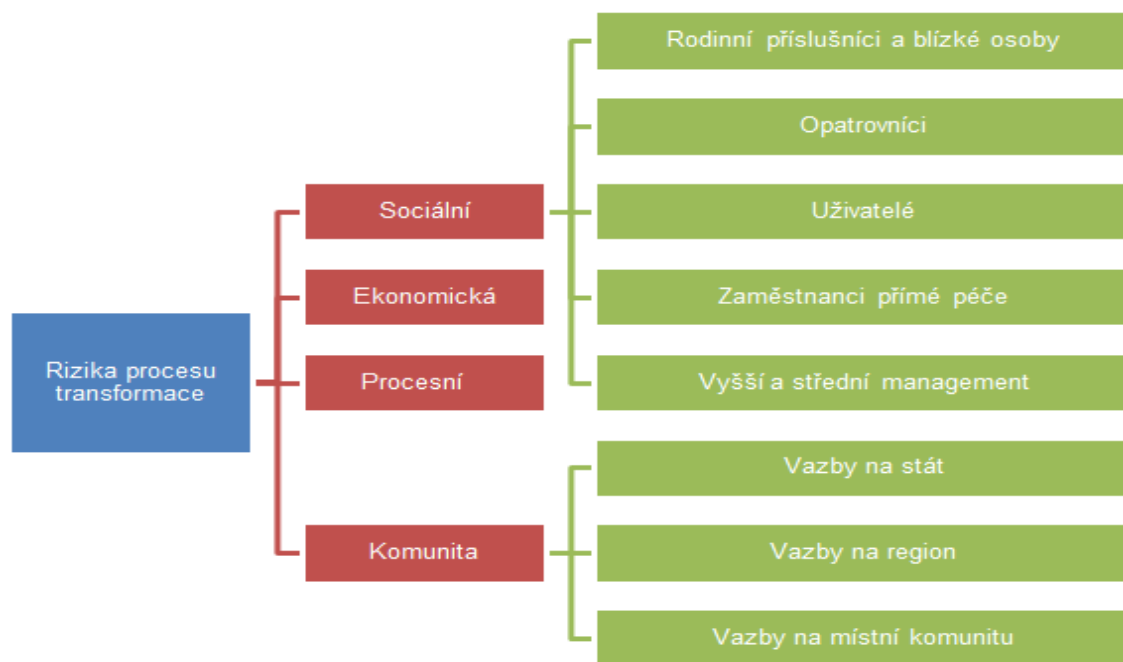 Rizika procesu
transformace
Sociální
Rodinní příslušníci a blízké osoby
Opatrovníci
Uživatelé
Zaměstnanci přímé péče
Vyšší a střední management
Ekonomická
Procesní
Komunita
Vazby na stát
Vazby na region
Vazby na místní komunitu